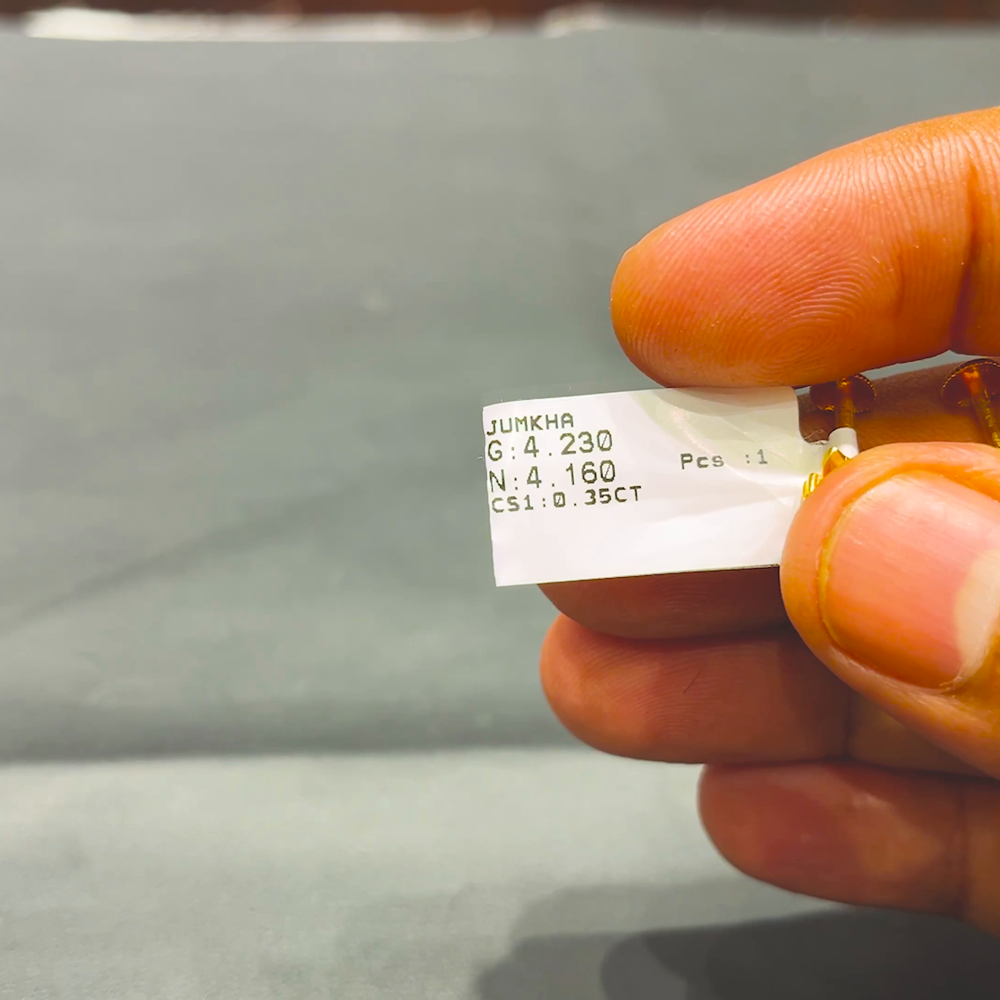 JUMKHA
G:4.230
N:4.160
CS1:0.35CT
Pcs :1